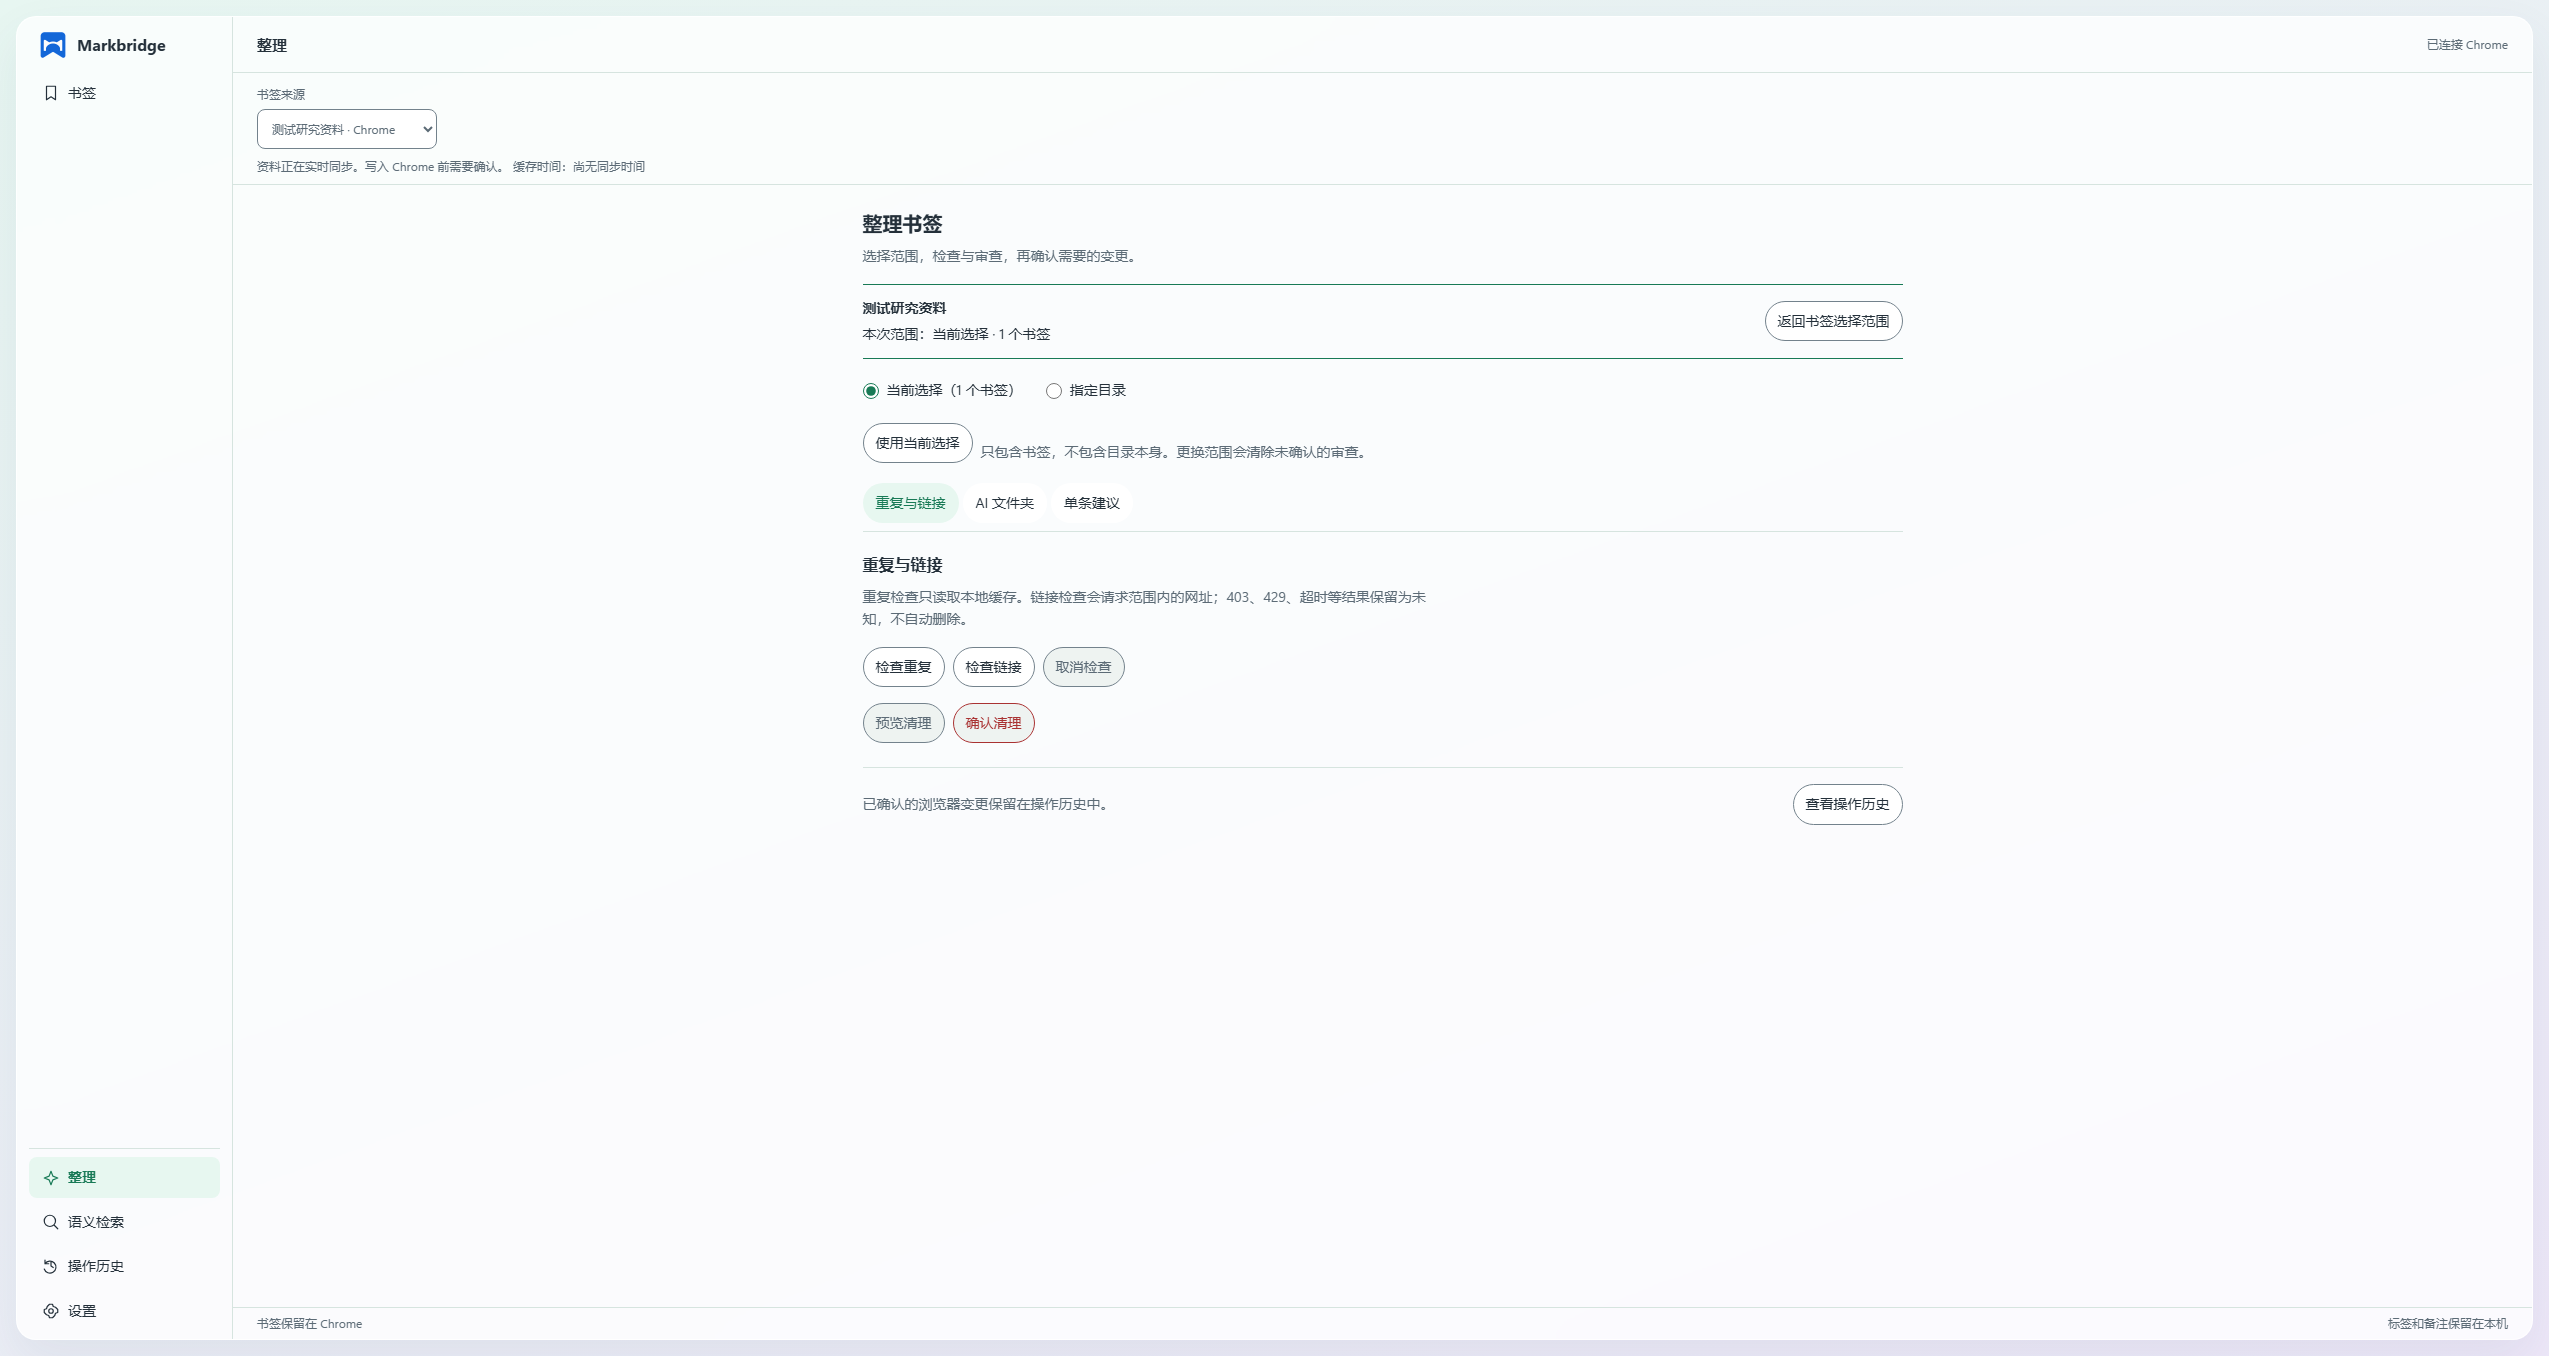 Markbridge
书签
整理
语义检索
操作历史
设置
整理
已连接 Chrome
书签来源
测试研究资料 · Chrome
资料正在实时同步。写入 Chrome 前需要确认。 缓存时间：尚无同步时间
整理书签
选择范围，检查与审查，再确认需要的变更。
测试研究资料
本次范围：当前选择 · 1 个书签
返回书签选择范围
当前选择（1 个书签） 指定目录
使用当前选择 只包含书签，不包含目录本身。更换范围会清除未确认的审查。
重复与链接 AI 文件夹 单条建议
重复与链接
重复检查只读取本地缓存。链接检查会请求范围内的网址；403、429、超时等结果保留为未
知，不自动删除。
检查重复 检查链接 取消检查
预览清理 确认清理
已确认的浏览器变更保留在操作历史中。 查看操作历史
书签保留在 Chrome
标签和备注保留在本机